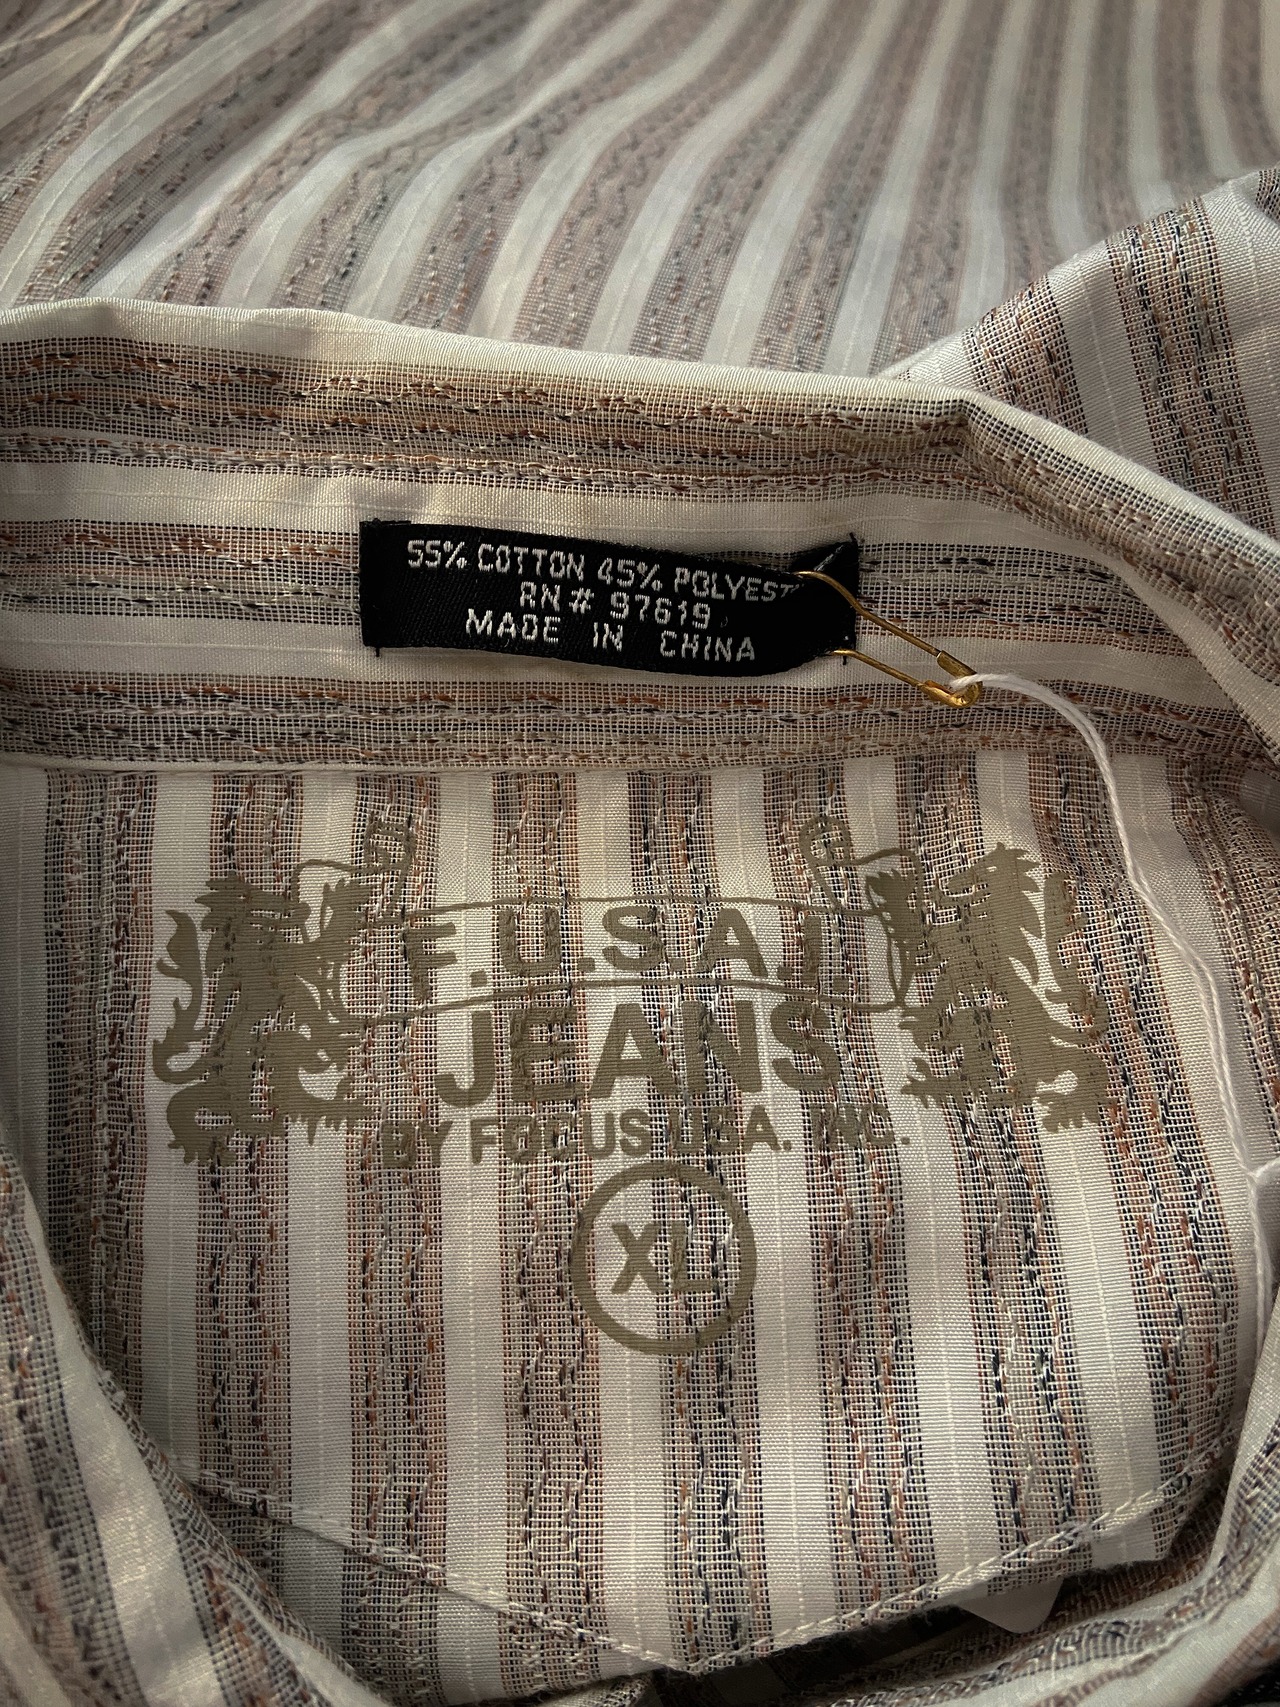 55% COTTON 45% POLYEST
RN # 97619
MADE IN CHINA
F.U.S.A.J.
JEANS
BY FOCUS USA. INC.
XL